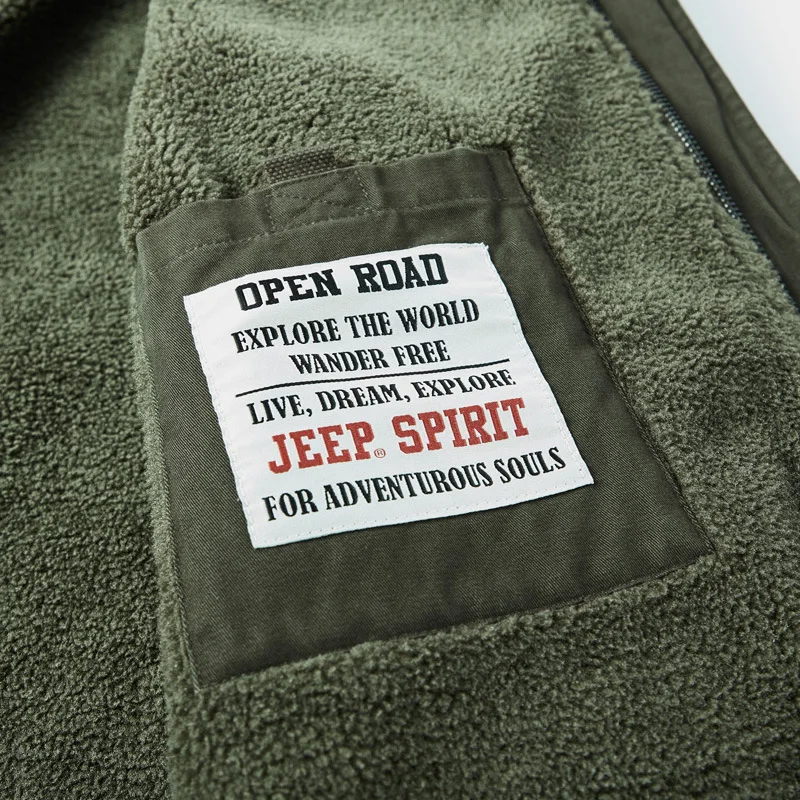 OPEN ROAD
EXPLORE THE WORLD
WANDER FREE
LIVE, DREAM, EXPLORE
JEEP® SPIRIT
FOR ADVENTUROUS SOULS